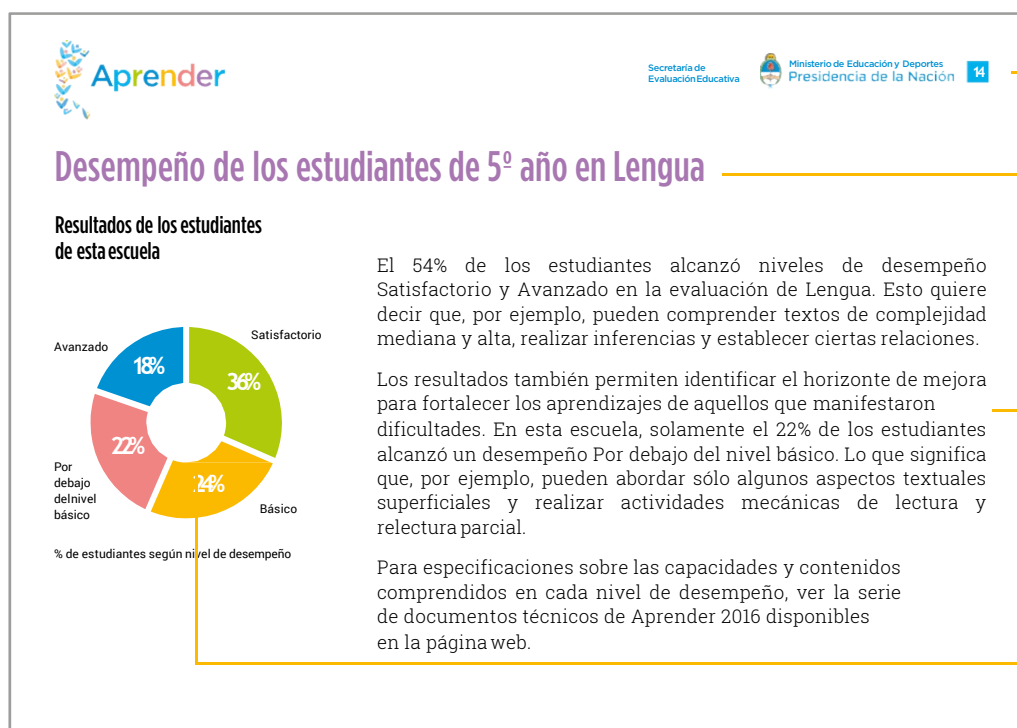 Aprender
Secretaría de
Evaluación Educativa
Ministerio de Educación y Deportes
Presidencia de la Nación
14
Desempeño de los estudiantes de 5º año en Lengua
Resultados de los estudiantes
de esta escuela
Avanzado
Satisfactorio
18%
36%
22%
24%
Por
debajo
del nivel
básico
Básico
% de estudiantes según nivel de desempeño
El 54% de los estudiantes alcanzó niveles de desempeño
Satisfactorio y Avanzado en la evaluación de Lengua. Esto quiere
decir que, por ejemplo, pueden comprender textos de complejidad
mediana y alta, realizar inferencias y establecer ciertas relaciones.
Los resultados también permiten identificar el horizonte de mejora
para fortalecer los aprendizajes de aquellos que manifestaron
dificultades. En esta escuela, solamente el 22% de los estudiantes
alcanzó un desempeño Por debajo del nivel básico. Lo que significa
que, por ejemplo, pueden abordar sólo algunos aspectos textuales
superficiales y realizar actividades mecánicas de lectura y
relectura parcial.
Para especificaciones sobre las capacidades y contenidos
comprendidos en cada nivel de desempeño, ver la serie
de documentos técnicos de Aprender 2016 disponibles
en la página web.